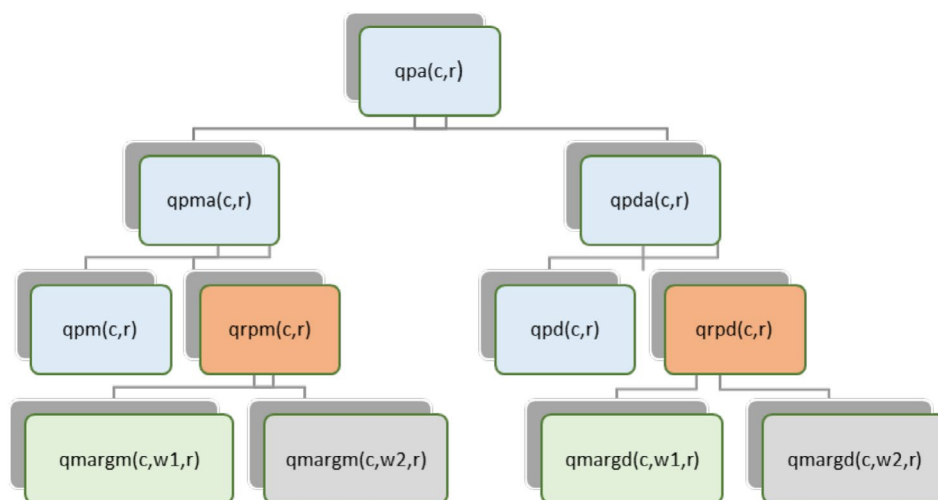 qpa(c,r)
qpma(c,r)
qpda(c,r)
qpm(c,r)
qrpm(c,r)
qpd(c,r)
qrpd(c,r)
qmargm(c,w1,r)
qmargm(c,w2,r)
qmargd(c,w1,r)
qmargd(c,w2,r)